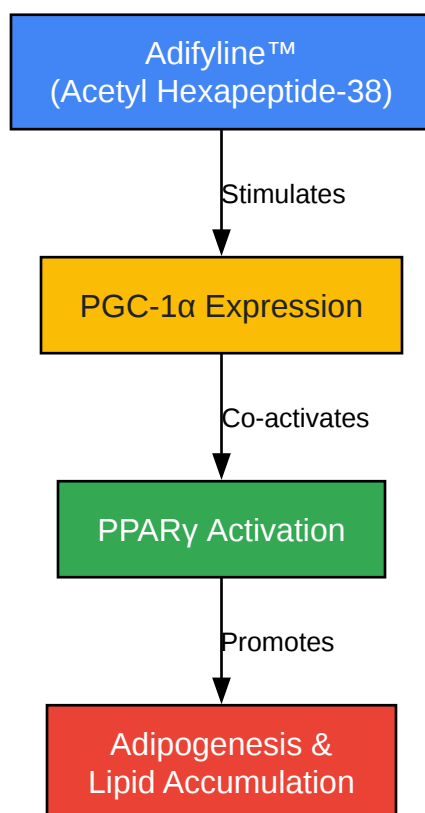 Adifyline™
(Acetyl Hexapeptide-38)
Stimulates
PGC-1α Expression
Co-activates
PPARγ Activation
Promotes
Adipogenesis &
Lipid Accumulation